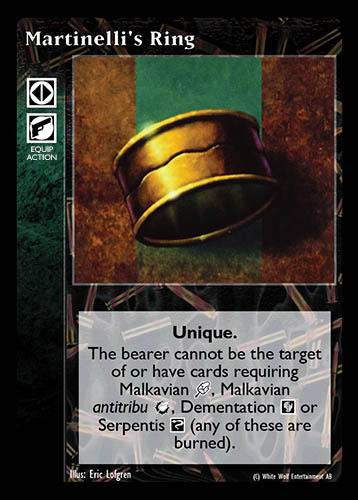 Martinelli's Ring
EQUIP
ACTION
Unique.
The bearer cannot be the target
of or have cards requiring
Malkavian , Malkavian
antitribu , Dementation or
Serpentis (any of these are
burned).
Illus: Eric Lofgren
(C) White Wolf Entertainment AB